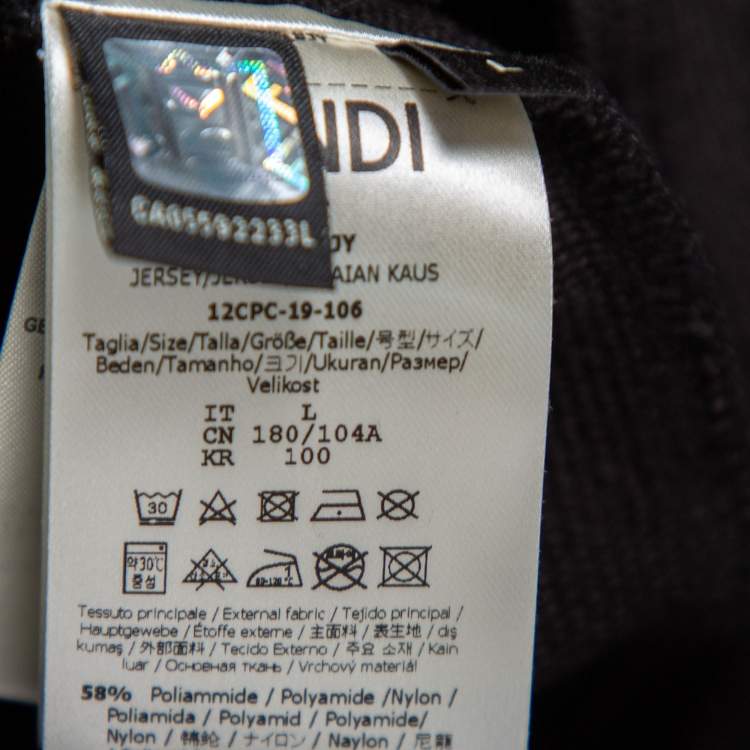 L
NDI
CA05592233L
JY
AIAN KAUS
12CPC-19-106
Taglia/Size/Talla/Größe/Taille/号型/サイズ/
Beden/Tamanho/크기/Ukuran/Размер/
Velikost
IT L
CN 180/104A
KR 100
30
약30℃
중성
Tessuto principale / External fabric / Tejido principal /
Hauptgewebe / Étoffe externe / 主面料 / 表生地 / dış
kumaş / 外部面料 / Tecido Externo / 주요 소재 / Kain
luar / Основная ткань / Vrchový materiál
58% Poliammide / Polyamide /Nylon /
Poliamida / Polyamid / Polyamide/
Nylon / 锦纶 / ナイロン / Naylon / 尼龍